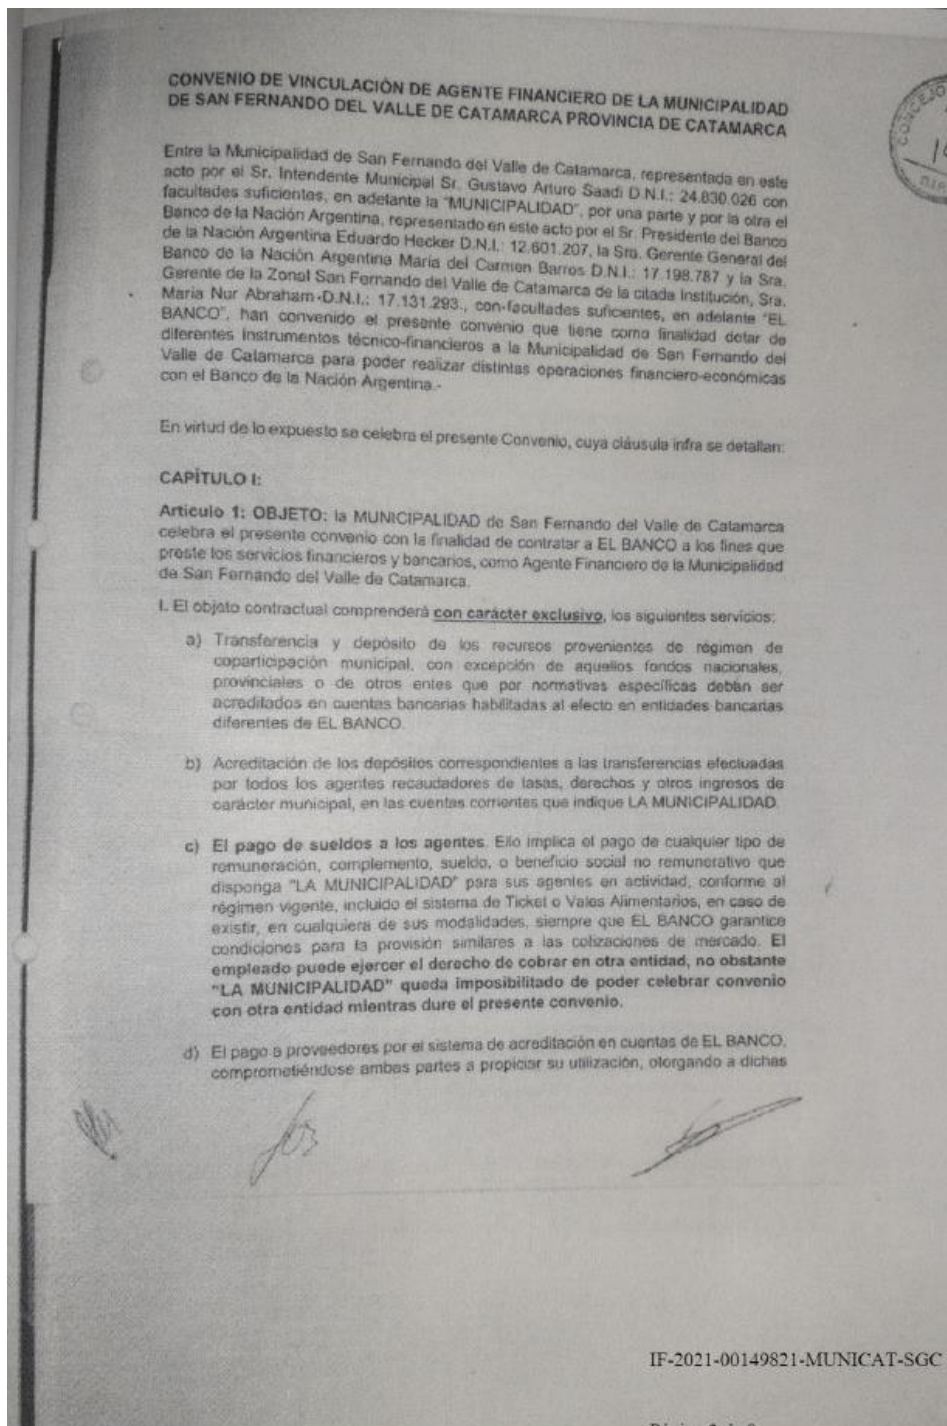 CONVENIO DE VINCULACIÓN DE AGENTE FINANCIERO DE LA MUNICIPALIDAD
DE SAN FERNANDO DEL VALLE DE CATAMARCA PROVINCIA DE CATAMARCA
Entre la Municipalidad de San Fernando del Valle de Catamarca, representada en este
acto por el Sr. Intendente Municipal Sr. Gustavo Arturo Saadi D.N.I.: 24.830.026 con
facultades suficientes, en adelante la "MUNICIPALIDAD", por una parte y por la otra el
Banco de la Nación Argentina, representado en este acto por el Sr. Presidente del Banco
de la Nación Argentina Eduardo Hecker D.N.I.: 12.601.207, la Sra. Gerente General del
Banco de la Nación Argentina María del Carmen Barros D.N.I.: 17.198.787 y la Sra.
Gerente de la Zonal San Fernando del Valle de Catamarca de la citada Institución, Sra.
María Nur Abraham D.N.I.: 17.131.293., con facultades suficientes, en adelante "EL
BANCO", han convenido el presente convenio que tiene como finalidad dotar de
diferentes instrumentos técnico-financieros a la Municipalidad de San Fernando del
Valle de Catamarca para poder realizar distintas operaciones financiero-económicas
con el Banco de la Nación Argentina.-
En virtud de lo expuesto se celebra el presente Convenio, cuya cláusula infra se detallan:
CAPÍTULO I:
Articulo 1: OBJETO: la MUNICIPALIDAD de San Fernando del Valle de Catamarca
celebra el presente convenio con la finalidad de contratar a EL BANCO a los fines que
preste los servicios financieros y bancarios, como Agente Financiero de la Municipalidad
de San Fernando del Valle de Catamarca.
I. El objeto contractual comprenderá con carácter exclusivo, los siguientes servicios:
a) Transferencia y depósito de los recursos provenientes de régimen de
coparticipación municipal, con excepción de aquellos fondos nacionales,
provinciales o de otros entes que por normativas específicas deban ser
acreditados en cuentas bancarias habilitadas al efecto en entidades bancarias
diferentes de EL BANCO.
b) Acreditación de los depósitos correspondientes a las transferencias efectuadas
por todos los agentes recaudadores de tasas, derechos y otros ingresos de
carácter municipal, en las cuentas corrientes que indique LA MUNICIPALIDAD.
c) El pago de sueldos a los agentes. Ello implica el pago de cualquier tipo de
remuneración, complemento, sueldo, o beneficio social no remunerativo que
disponga "LA MUNICIPALIDAD" para sus agentes en actividad, conforme al
régimen vigente, incluido el sistema de Ticket o Vales Alimentarios, en caso de
existir, en cualquiera de sus modalidades, siempre que EL BANCO garantice
condiciones para la provisión similares a las cotizaciones de mercado. El
empleado puede ejercer el derecho de cobrar en otra entidad, no obstante
"LA MUNICIPALIDAD" queda imposibilitado de poder celebrar convenio
con otra entidad mientras dure el presente convenio.
d) El pago a proveedores por el sistema de acreditación en cuentas de EL BANCO,
comprometiéndose ambas partes a propiciar su utilización, otorgando a dichas
IF-2021-00149821-MUNICAT-SGC